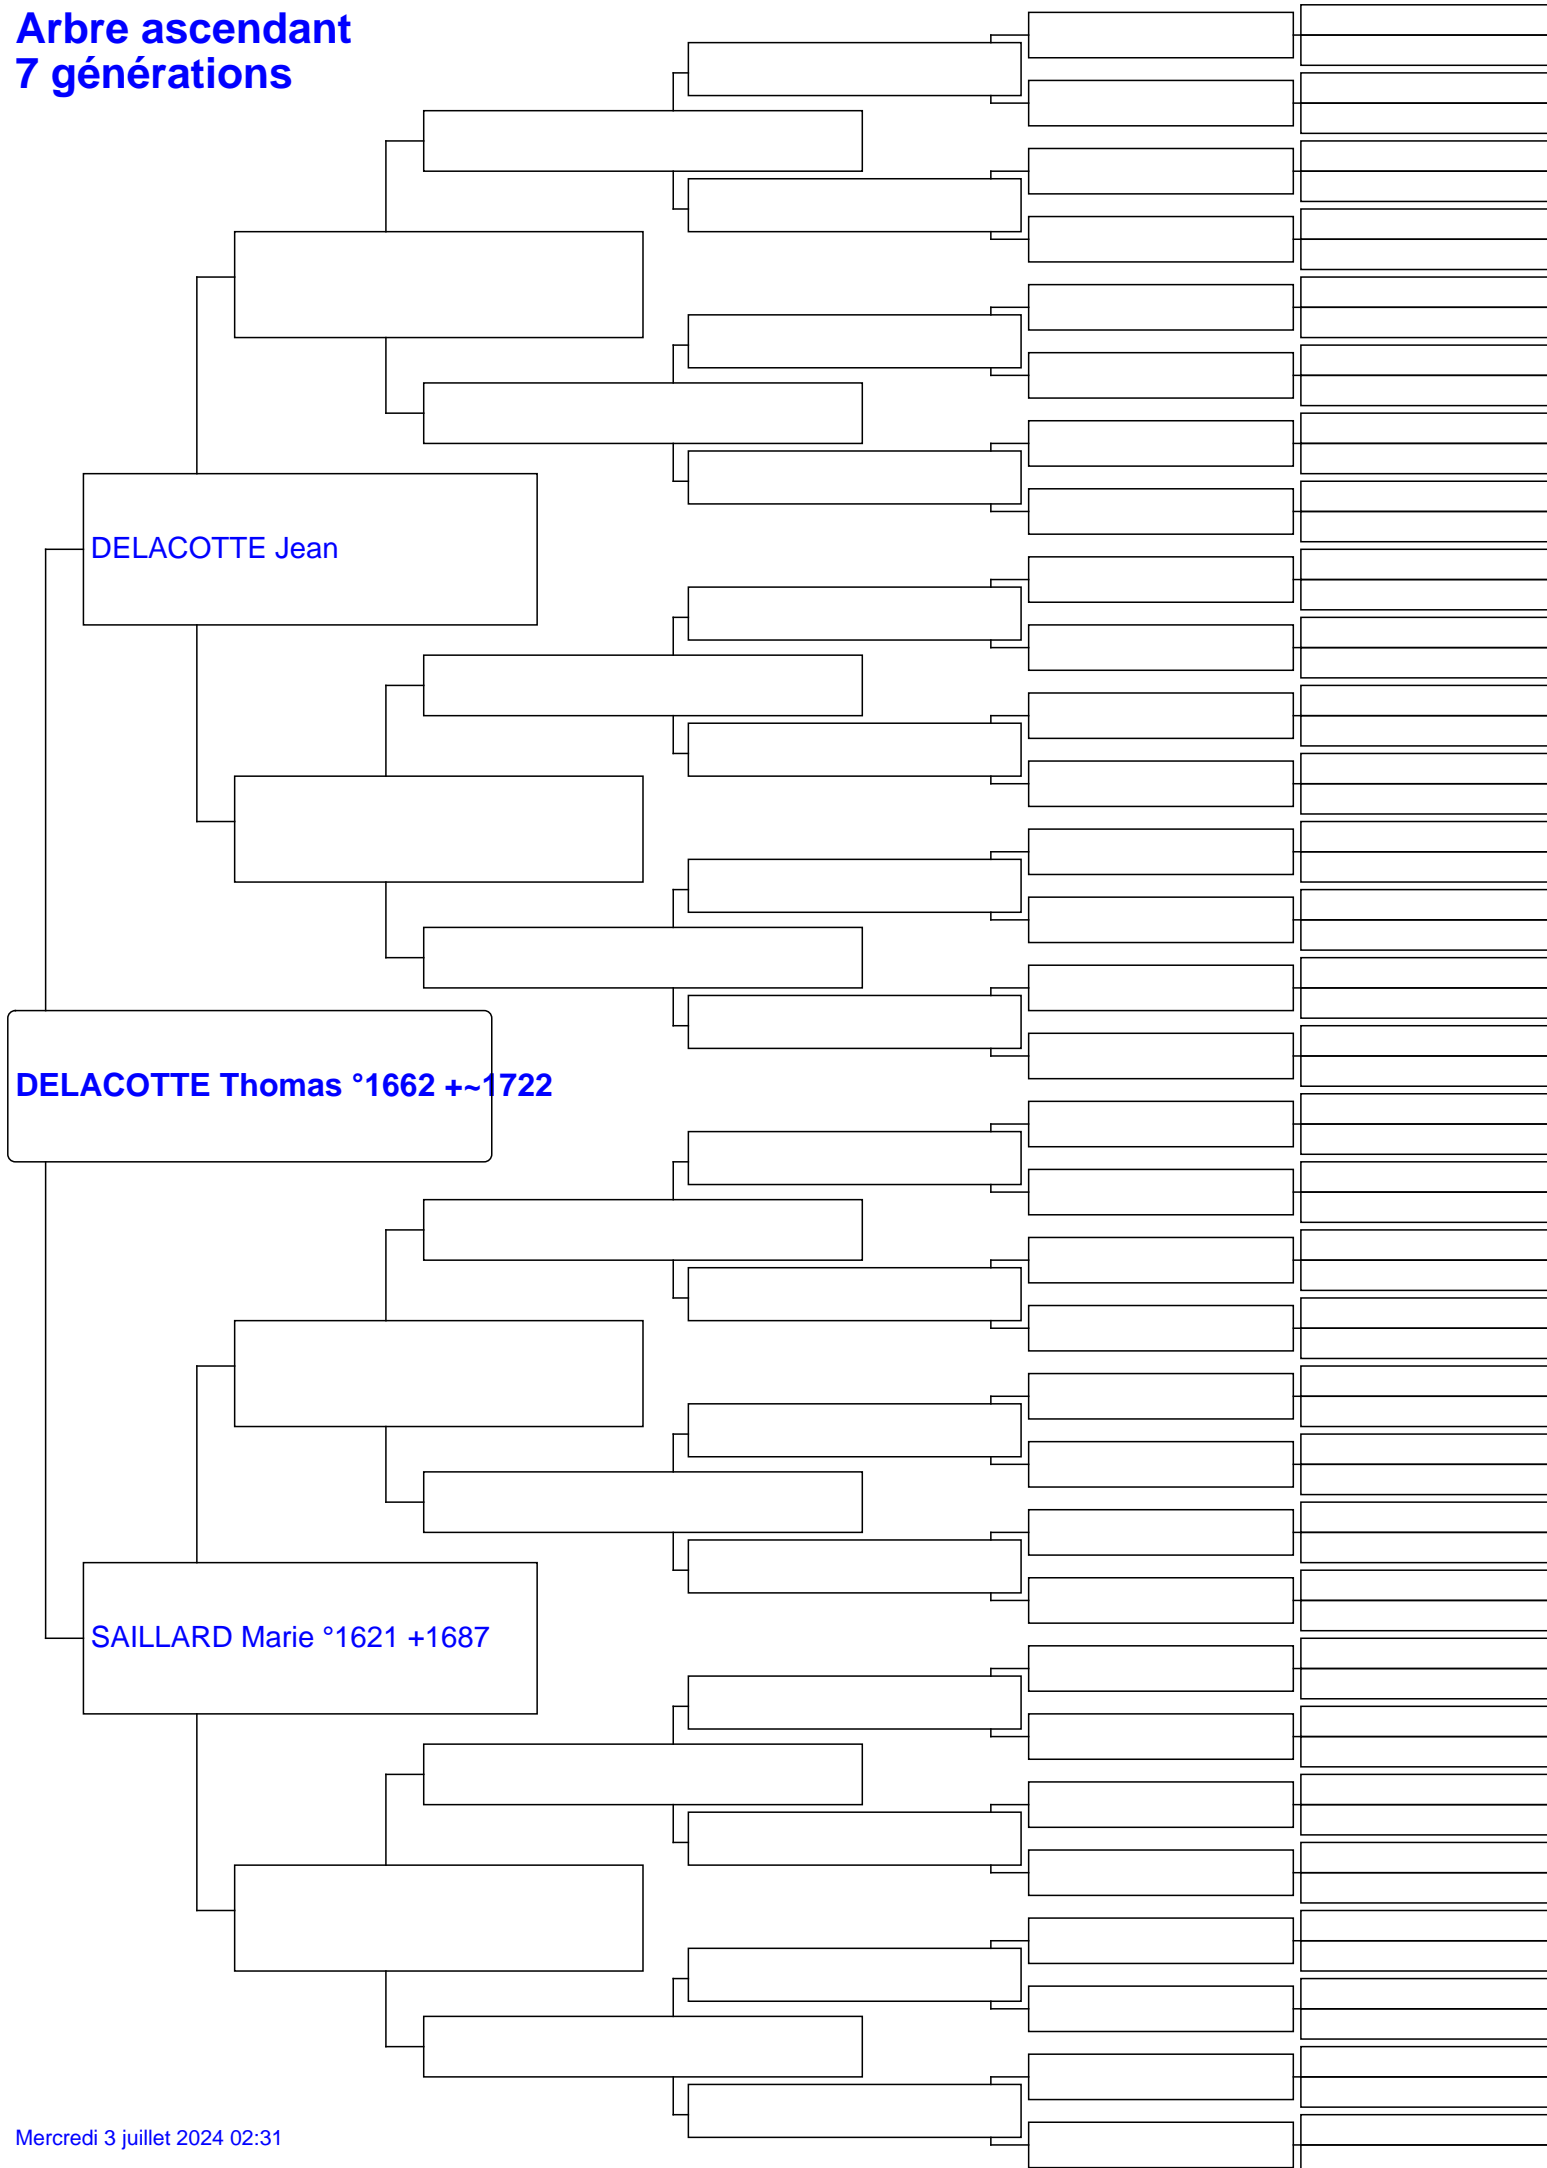 Arbre ascendant
7 générations
DELACOTTE Jean
DELACOTTE Thomas °1662 +~1722
SAILLARD Marie °1621 +1687
Mercredi 3 juillet 2024 02:31